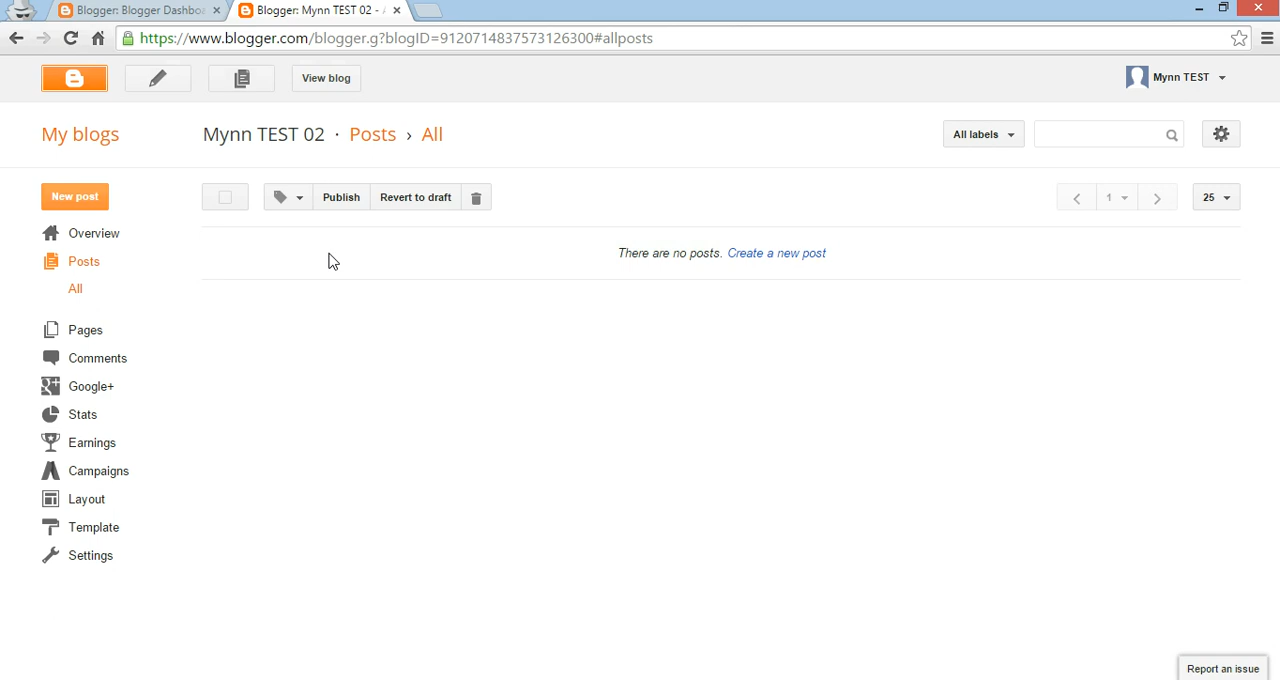 Blogger: Blogger Dashboa
Blogger: Mynn TEST 02 -
https://www.blogger.com/blogger.g?blogID=9120714837573126300#allposts
View blog
Mynn TEST
My blogs
Mynn TEST 02 · Posts › All
All labels
New post
Publish
Revert to draft
1
25
Overview
There are no posts. Create a new post
Posts
All
Pages
Comments
Google+
Stats
Earnings
Campaigns
Layout
Template
Settings
Report an issue